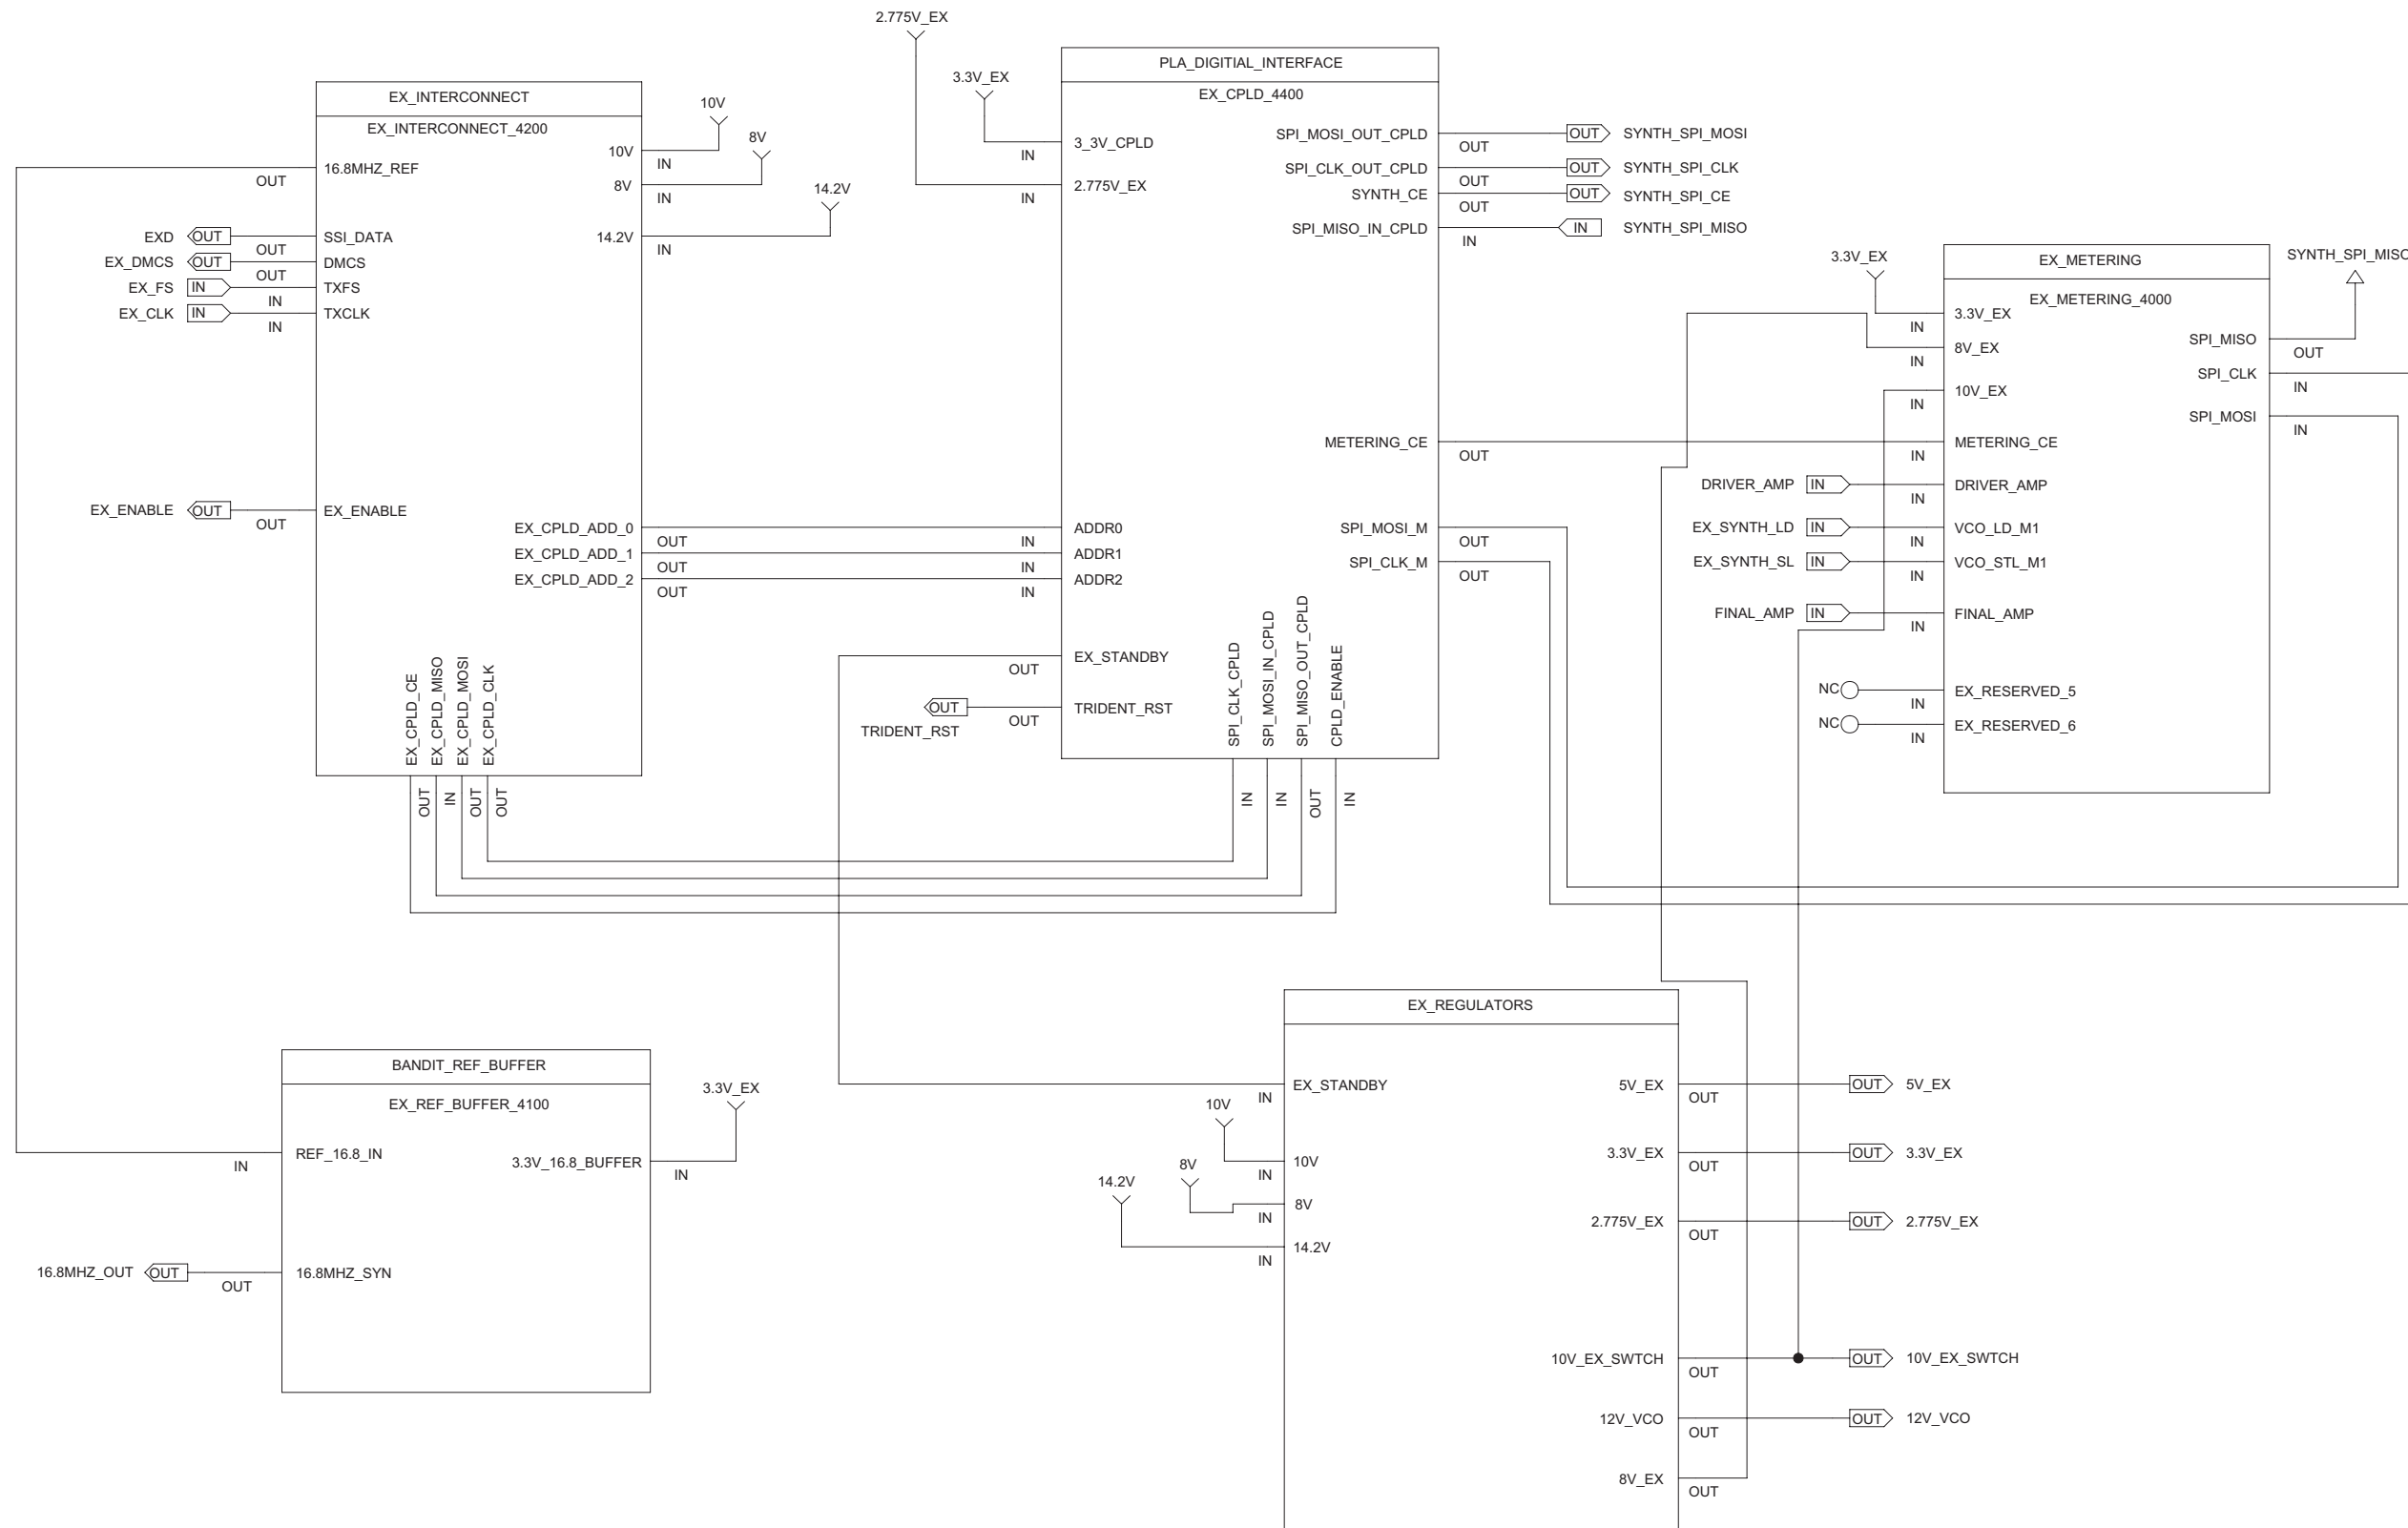 2.775V_EX
3.3V_EX
PLA_DIGITIAL_INTERFACE
EX_CPLD_4400
3_3V_CPLD
IN
2.775V_EX
IN
SPI_MOSI_OUT_CPLD
OUT
OUT
SYNTH_SPI_MOSI
SPI_CLK_OUT_CPLD
OUT
OUT
SYNTH_SPI_CLK
SYNTH_CE
OUT
OUT
SYNTH_SPI_CE
SPI_MISO_IN_CPLD
IN
IN
SYNTH_SPI_MISO
METERING_CE
OUT
ADDR0
IN
ADDR1
IN
ADDR2
IN
SPI_MOSI_M
OUT
SPI_CLK_M
OUT
EX_STANDBY
OUT
TRIDENT_RST
OUT
OUT
TRIDENT_RST
SPI_CLK_CPLD
SPI_MOSI_IN_CPLD
SPI_MISO_OUT_CPLD
CPLD_ENABLE
IN
IN
OUT
IN
EX_INTERCONNECT
EX_INTERCONNECT_4200
10V
8V
14.2V
10V
IN
8V
IN
14.2V
IN
16.8MHZ_REF
OUT
EXD
OUT
OUT
SSI_DATA
EX_DMCS
OUT
OUT
DMCS
EX_FS
IN
IN
TXFS
EX_CLK
IN
IN
TXCLK
EX_ENABLE
OUT
OUT
EX_ENABLE
EX_CPLD_ADD_0
OUT
EX_CPLD_ADD_1
OUT
EX_CPLD_ADD_2
OUT
EX_CPLD_CE
EX_CPLD_MISO
EX_CPLD_MOSI
EX_CPLD_CLK
OUT
IN
OUT
OUT
3.3V_EX
EX_METERING
EX_METERING_4000
SYNTH_SPI_MISO
3.3V_EX
IN
8V_EX
IN
10V_EX
IN
METERING_CE
IN
DRIVER_AMP
IN
IN
DRIVER_AMP
EX_SYNTH_LD
IN
IN
VCO_LD_M1
EX_SYNTH_SL
IN
IN
VCO_STL_M1
FINAL_AMP
IN
IN
FINAL_AMP
NC
IN
EX_RESERVED_5
NC
IN
EX_RESERVED_6
SPI_MISO
OUT
SPI_CLK
IN
SPI_MOSI
IN
BANDIT_REF_BUFFER
EX_REF_BUFFER_4100
3.3V_EX
REF_16.8_IN
IN
3.3V_16.8_BUFFER
IN
16.8MHZ_OUT
OUT
OUT
16.8MHZ_SYN
EX_REGULATORS
EX_STANDBY
IN
10V
10V
IN
8V
8V
IN
14.2V
14.2V
IN
5V_EX
OUT
OUT
5V_EX
3.3V_EX
OUT
OUT
3.3V_EX
2.775V_EX
OUT
OUT
2.775V_EX
10V_EX_SWTCH
OUT
OUT
10V_EX_SWTCH
12V_VCO
OUT
OUT
12V_VCO
8V_EX
OUT